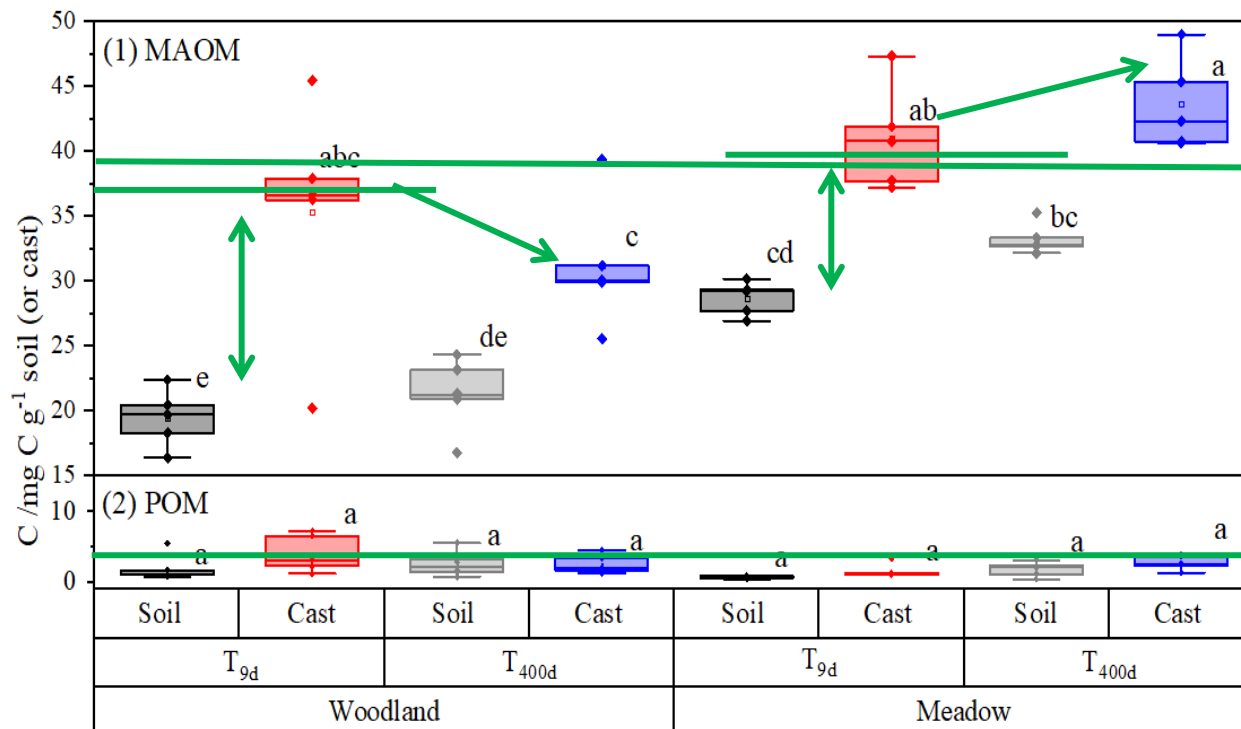 C /mg C g⁻¹ soil (or cast)
50
45
40
35
30
25
20
15
10
0
(1) MAOM
e
abc
de
c
cd
ab
bc
a
(2) POM
a
a
a
a
a
a
a
a
Soil Cast Soil Cast Soil Cast Soil Cast
T9d T400d T9d T400d
Woodland Meadow